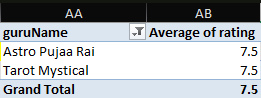 AA AB
guruName Average of rating
Astro Pujaa Rai 7.5
Tarot Mystical 7.5
Grand Total 7.5